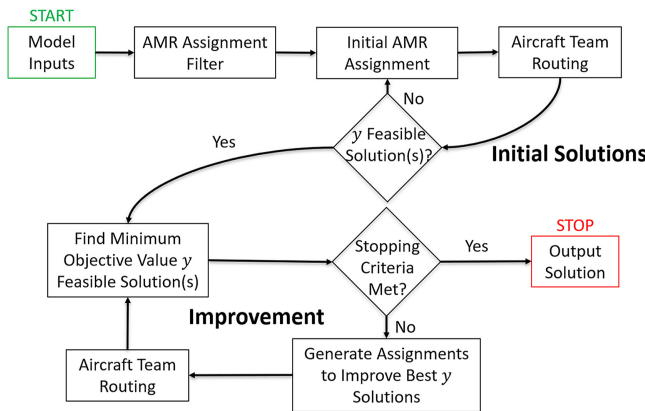 START
Model
Inputs
AMR Assignment
Filter
Initial AMR
Assignment
Aircraft Team
Routing
No
y Feasible
Solution(s)?
Yes
Initial Solutions
Find Minimum
Objective Value y
Feasible Solution(s)
Stopping
Criteria
Met?
Yes
STOP
Output
Solution
Improvement
No
Aircraft Team
Routing
Generate Assignments
to Improve Best y
Solutions